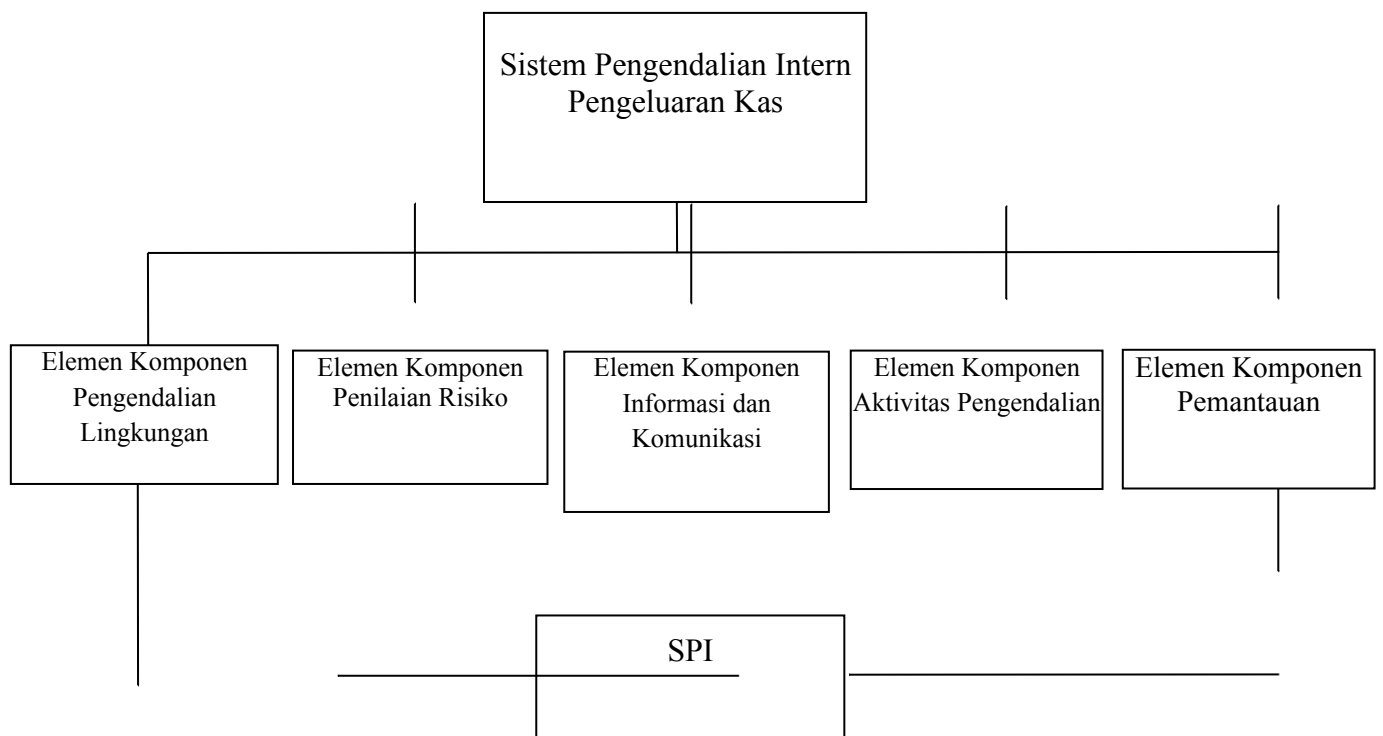 Sistem Pengendalian Intern
Pengeluaran Kas
Elemen Komponen
Pengendalian
Lingkungan
Elemen Komponen
Penilaian Risiko
Elemen Komponen
Informasi dan
Komunikasi
Elemen Komponen
Aktivitas Pengendalian
Elemen Komponen
Pemantauan
SPI